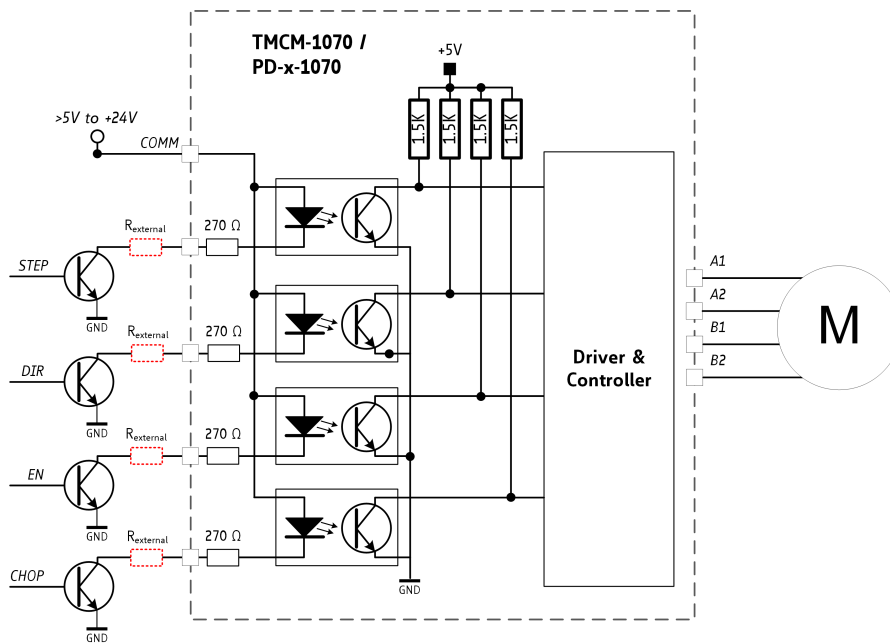 TMCM-1070 /
PD-x-1070
+5V
1.5K
1.5K
1.5K
1.5K
>5V to +24V
COMM
Rexternal
270 Ω
STEP
GND
Rexternal
270 Ω
DIR
GND
Rexternal
270 Ω
EN
GND
Rexternal
270 Ω
CHOP
GND
GND
Driver &
Controller
A1
A2
B1
B2
M